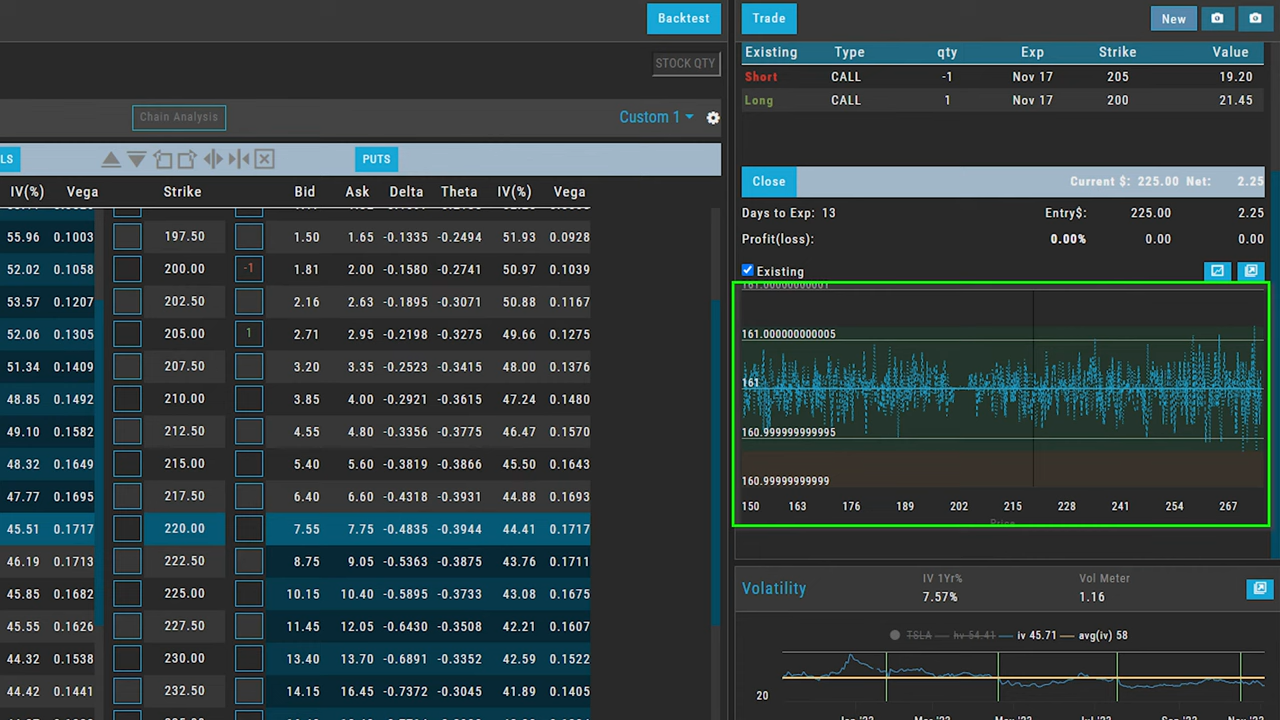 Backtest
STOCK QTY
Chain Analysis
Custom 1
LS
PUTS
IV(%) Vega Strike Bid Ask Delta Theta IV(%) Vega
55.96 0.1003 197.50 1.50 1.65 -0.1335 -0.2494 51.93 0.0928
52.02 0.1058 200.00 -1 1.81 2.00 -0.1580 -0.2741 50.97 0.1039
53.57 0.1207 202.50 2.16 2.63 -0.1895 -0.3071 50.88 0.1167
52.06 0.1305 205.00 1 2.71 2.95 -0.2198 -0.3275 49.66 0.1275
51.34 0.1409 207.50 3.20 3.35 -0.2523 -0.3415 48.00 0.1376
48.85 0.1492 210.00 3.85 4.00 -0.2921 -0.3615 47.24 0.1480
49.10 0.1582 212.50 4.55 4.80 -0.3356 -0.3775 46.47 0.1570
48.32 0.1649 215.00 5.40 5.60 -0.3819 -0.3866 45.50 0.1643
47.77 0.1695 217.50 6.40 6.60 -0.4318 -0.3931 44.88 0.1693
45.51 0.1717 220.00 7.55 7.75 -0.4835 -0.3944 44.41 0.1717
46.19 0.1713 222.50 8.75 9.05 -0.5363 -0.3875 43.76 0.1711
45.85 0.1682 225.00 10.15 10.40 -0.5895 -0.3733 43.08 0.1675
45.55 0.1626 227.50 11.45 12.05 -0.6430 -0.3508 42.21 0.1607
44.32 0.1538 230.00 13.40 13.70 -0.6891 -0.3352 42.59 0.1522
44.42 0.1441 232.50 14.15 16.45 -0.7372 -0.3045 41.89 0.1405
Trade New
Existing Type qty Exp Strike Value
Short CALL -1 Nov 17 205 19.20
Long CALL 1 Nov 17 200 21.45
Close Current $: 225.00 Net: 2.25
Days to Exp: 13 Entry$: 225.00 2.25
Profit(loss): 0.00% 0.00 0.00
Existing
161.00000000001
161.000000000005
161
160.999999999995
160.99999999999
150 163 176 189 202 215 228 241 254 267
Price
Volatility
IV 1Yr%
7.57%
Vol Meter
1.16
TSLA hv 54.41 iv 45.71 avg(iv) 58
20
Jan '23 Mar '23 May '23 Jul '23 Sep '23 Nov '23